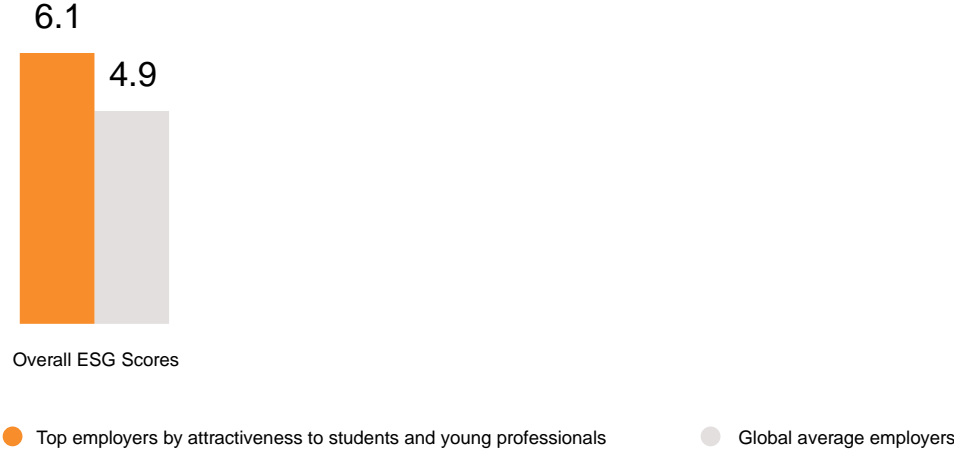 6.1
4.9
Overall ESG Scores
Top employers by attractiveness to students and young professionals
Global average employers